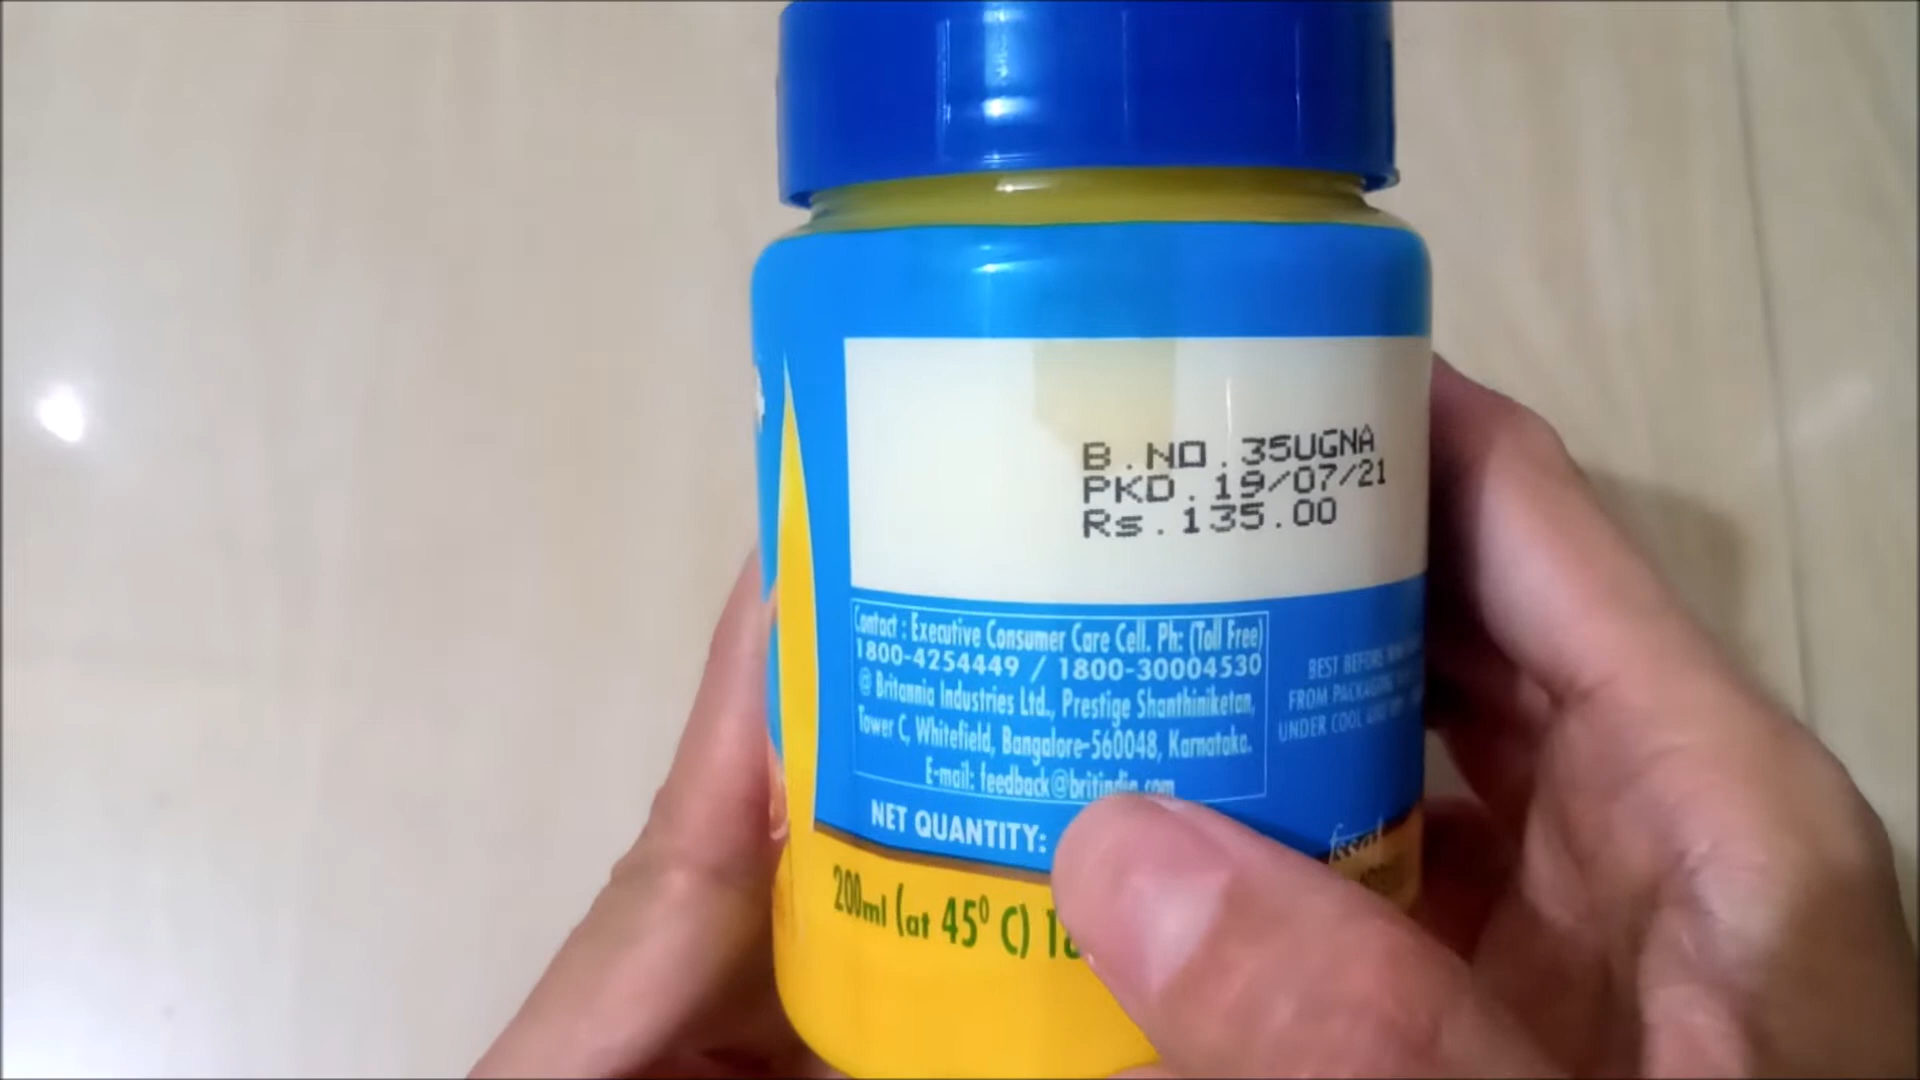 B.NO.35UGNA
PKD.19/07/21
Rs.135.00
Contact : Executive Consumer Care Cell. Ph: (Toll Free)
1800-4254449 / 1800-30004530
@ Britannia Industries Ltd., Prestige Shanthiniketan,
Tower C, Whitefield, Bangalore-560048, Karnataka.
E-mail: feedback@britindia.com
BEST BEFORE
FROM PACKAGING
UNDER COOL
NET QUANTITY:
200ml (at 45⁰ C)
fssai